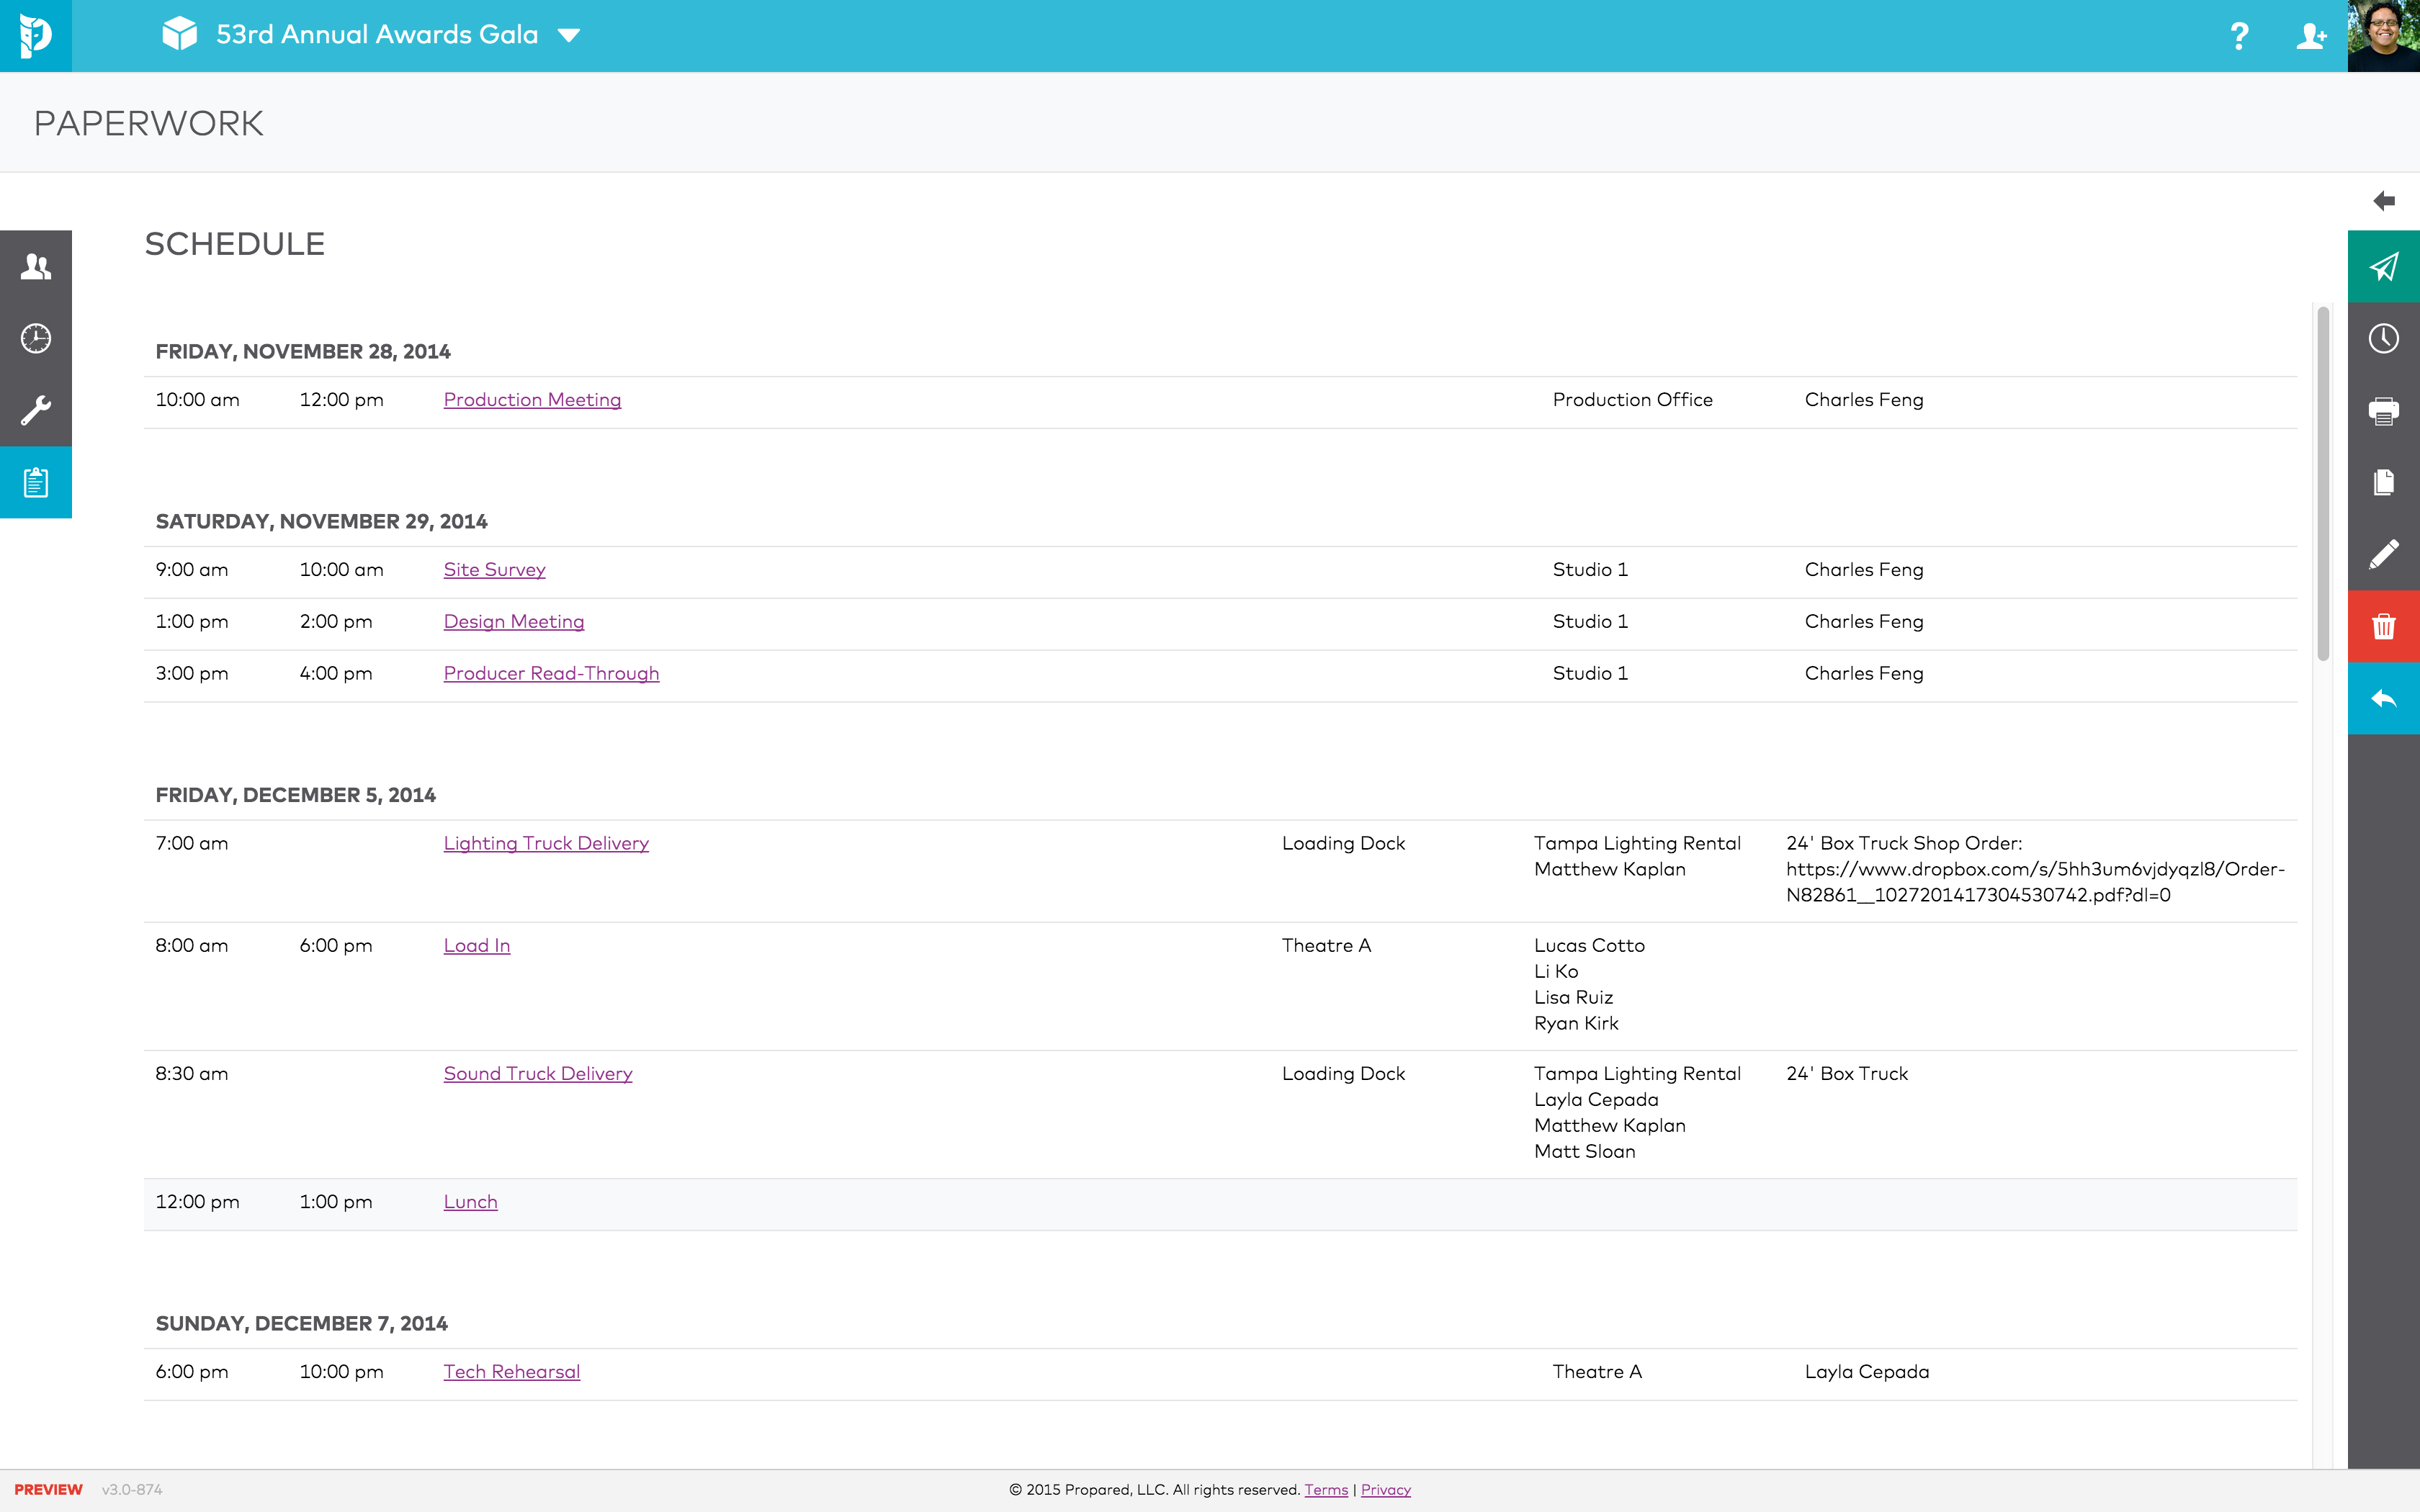 53rd Annual Awards Gala
?
PAPERWORK
SCHEDULE
FRIDAY, NOVEMBER 28, 2014
10:00 am 12:00 pm Production Meeting Production Office Charles Feng
SATURDAY, NOVEMBER 29, 2014
9:00 am 10:00 am Site Survey Studio 1 Charles Feng
1:00 pm 2:00 pm Design Meeting Studio 1 Charles Feng
3:00 pm 4:00 pm Producer Read-Through Studio 1 Charles Feng
FRIDAY, DECEMBER 5, 2014
7:00 am Lighting Truck Delivery Loading Dock Tampa Lighting Rental 24' Box Truck Shop Order:
Matthew Kaplan https://www.dropbox.com/s/5hh3um6vjdyqzl8/Order-
N82861__1027201417304530742.pdf?dl=0
8:00 am 6:00 pm Load In Theatre A Lucas Cotto
Li Ko
Lisa Ruiz
Ryan Kirk
8:30 am Sound Truck Delivery Loading Dock Tampa Lighting Rental 24' Box Truck
Layla Cepada
Matthew Kaplan
Matt Sloan
12:00 pm 1:00 pm Lunch
SUNDAY, DECEMBER 7, 2014
6:00 pm 10:00 pm Tech Rehearsal Theatre A Layla Cepada
PREVIEW v3.0-874 © 2015 Propared, LLC. All rights reserved. Terms | Privacy